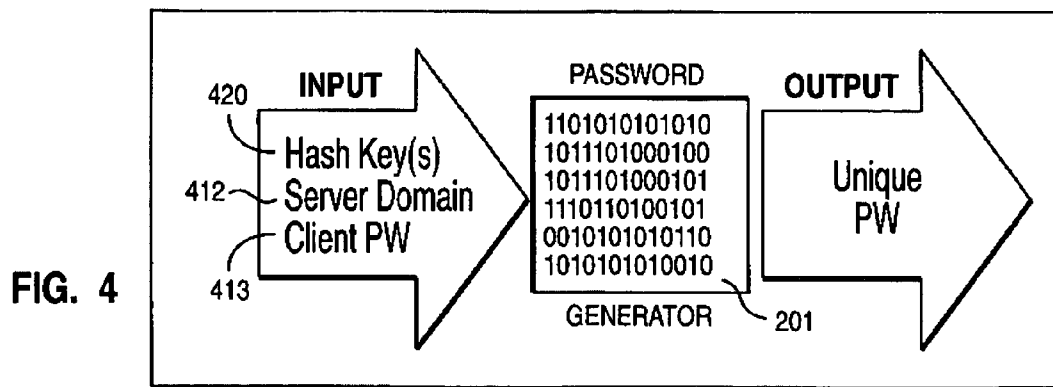 INPUT
420
Hash Key(s)
412
Server Domain
Client PW
413
PASSWORD
1101010101010
1011101000100
1011101000101
1110110100101
0010101010110
1010101010010
GENERATOR
201
OUTPUT
Unique
PW
FIG. 4